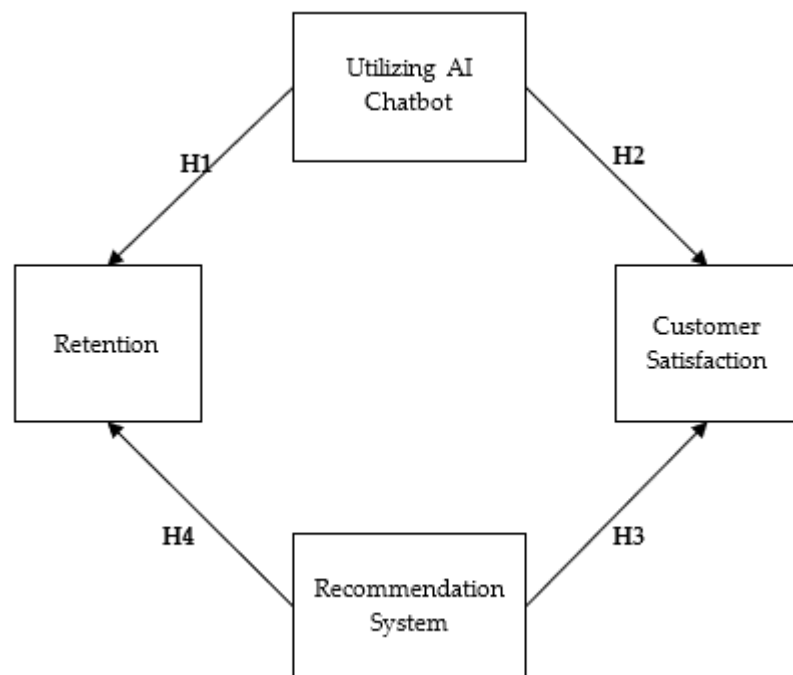 Utilizing AI
Chatbot
H1
H2
Retention
Customer
Satisfaction
H4
H3
Recommendation
System